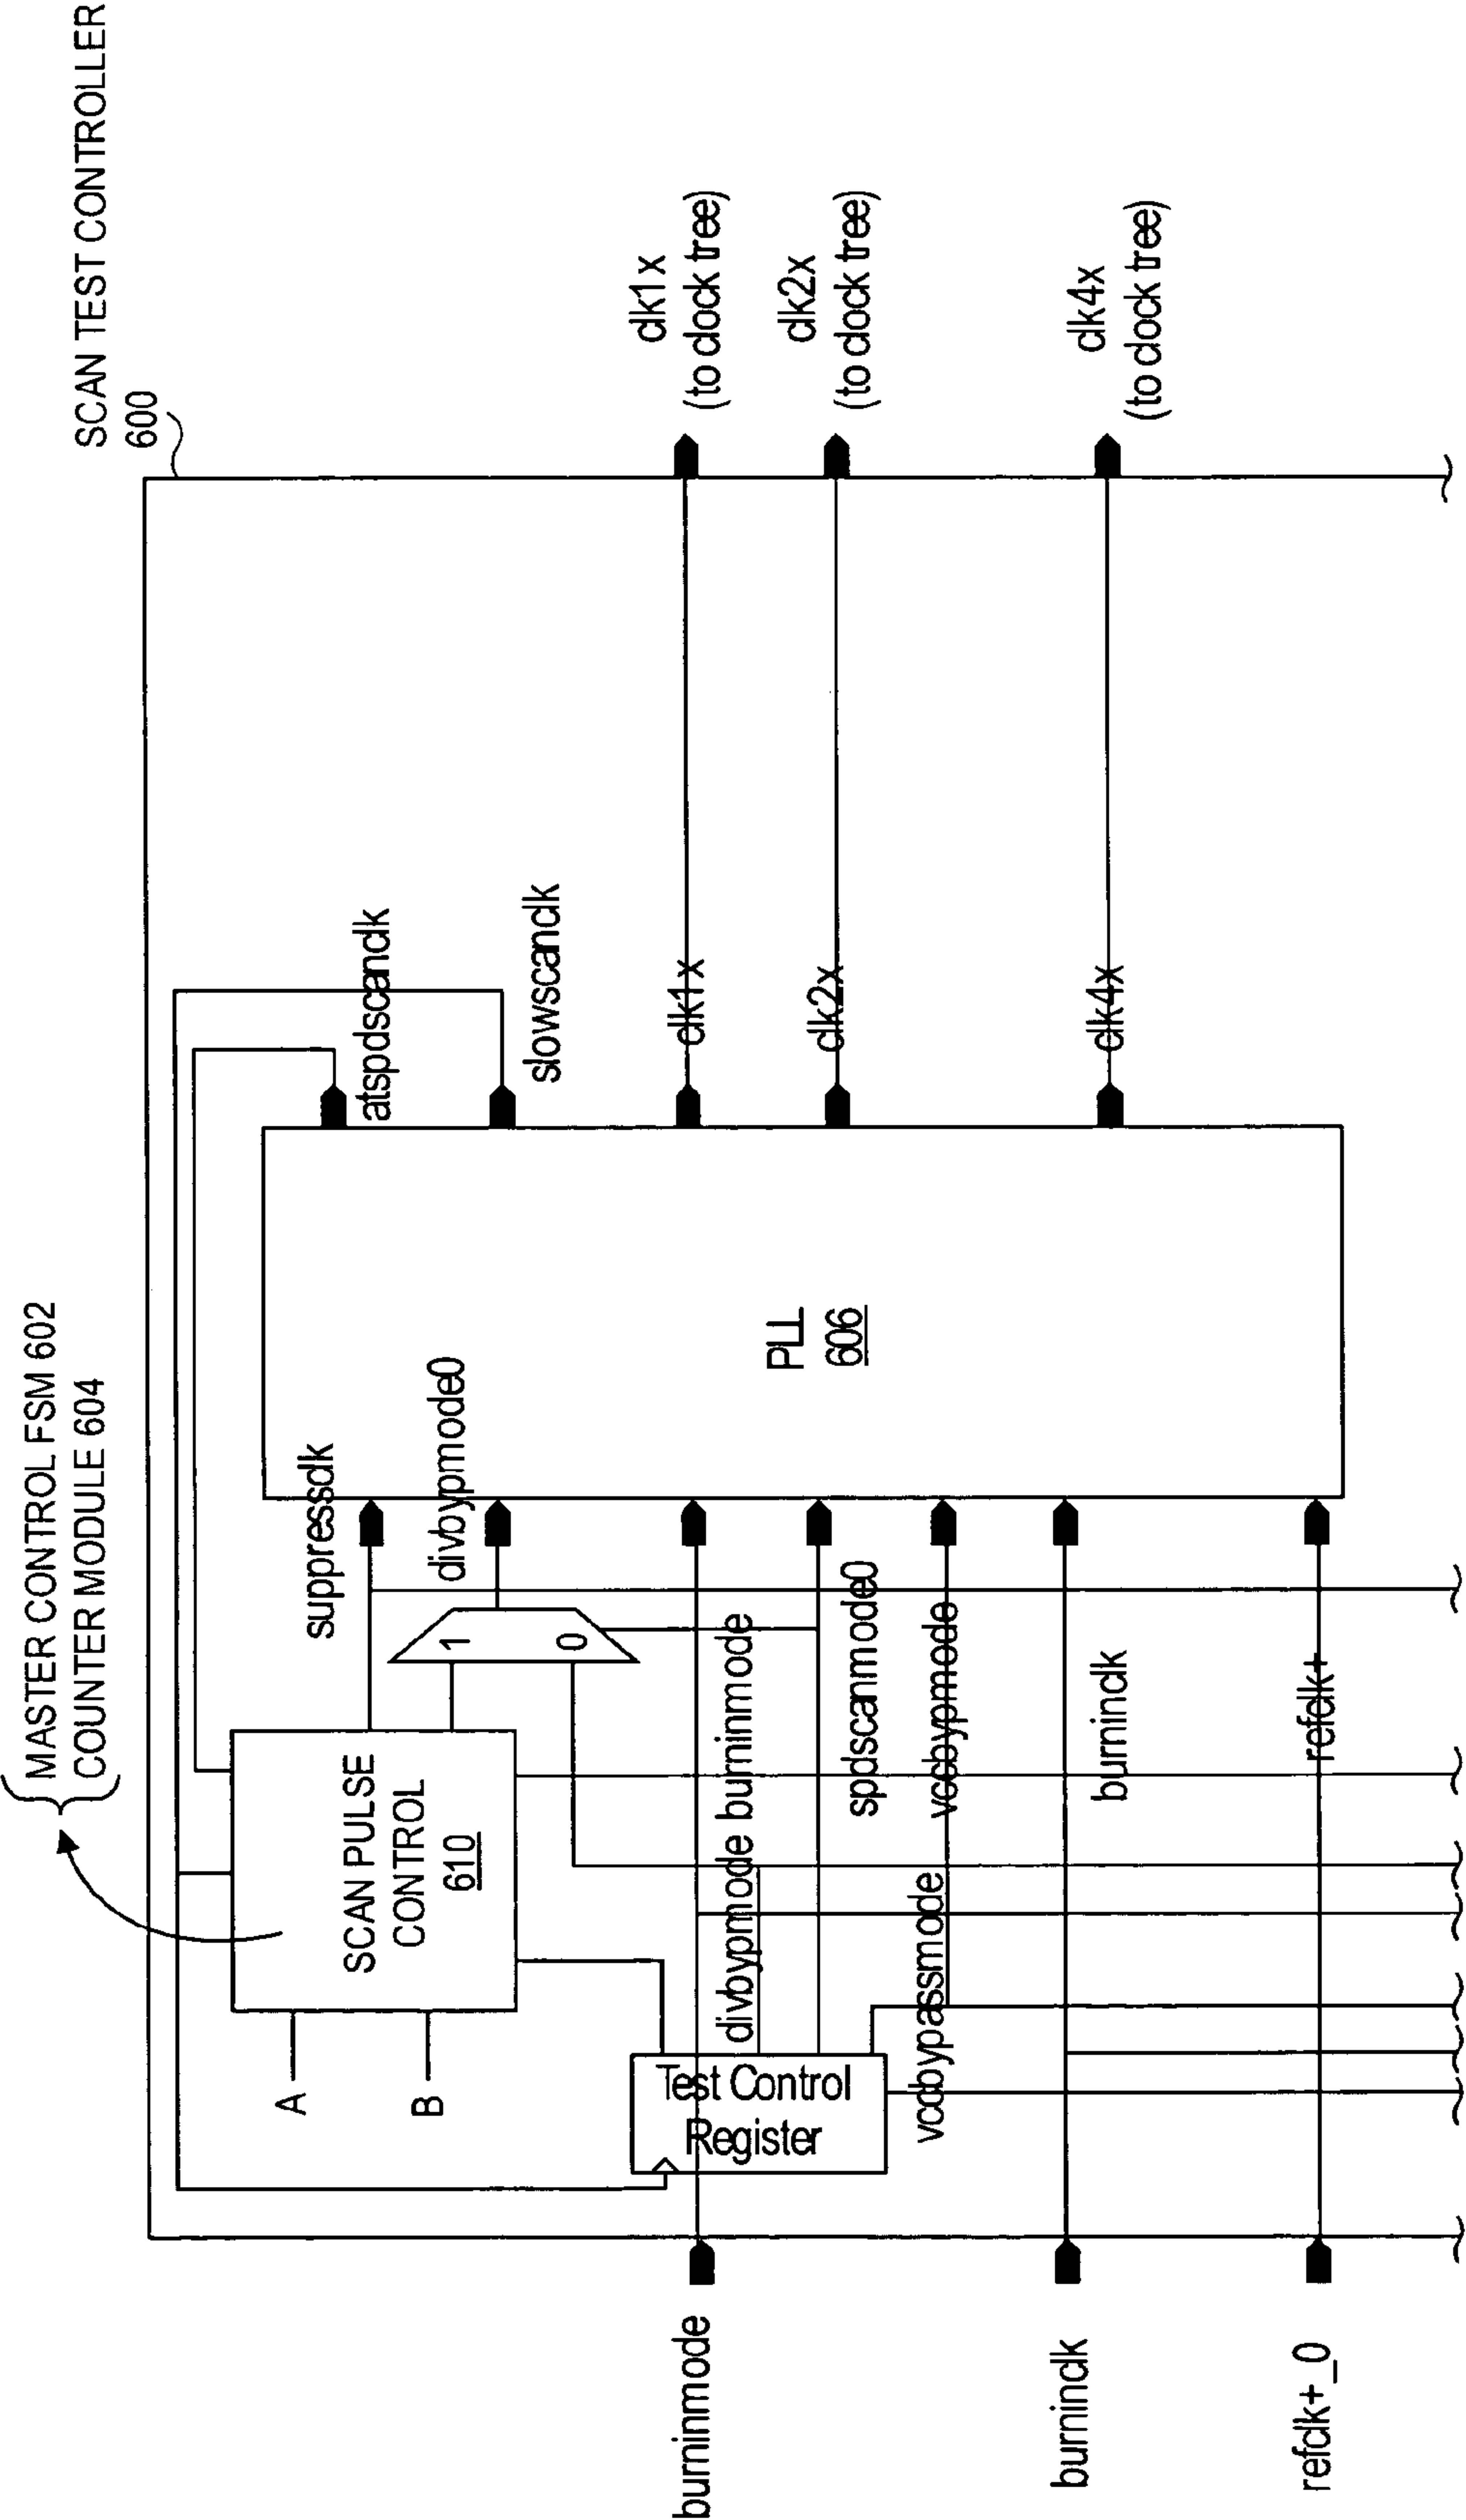 SCAN TEST CONTROLLER
600
MASTER CONTROL FSM 602
COUNTER MODULE 604
SCAN PULSE
CONTROL
610
A
B
suppressclk
divbypmode0
1
0
atspdscanclk
slowscanclk
PLL
606
clk1x
clk2x
clk4x
clk1x
(to clock tree)
clk2x
(to clock tree)
clk4x
(to clock tree)
burninmode
divbypmode
spdscanmode0
vcobypmode
vcobypassmode
burninclk
refclk+
Test Control
Register
burninmode
burninclk
refclk+_0